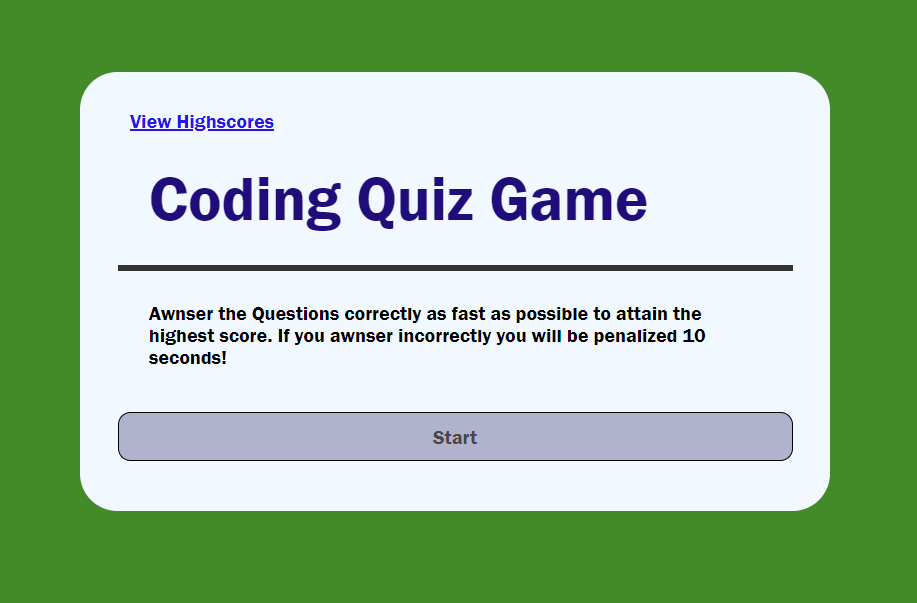 View Highscores
Coding Quiz Game
Awnser the Questions correctly as fast as possible to attain the
highest score. If you awnser incorrectly you will be penalized 10
seconds!
Start